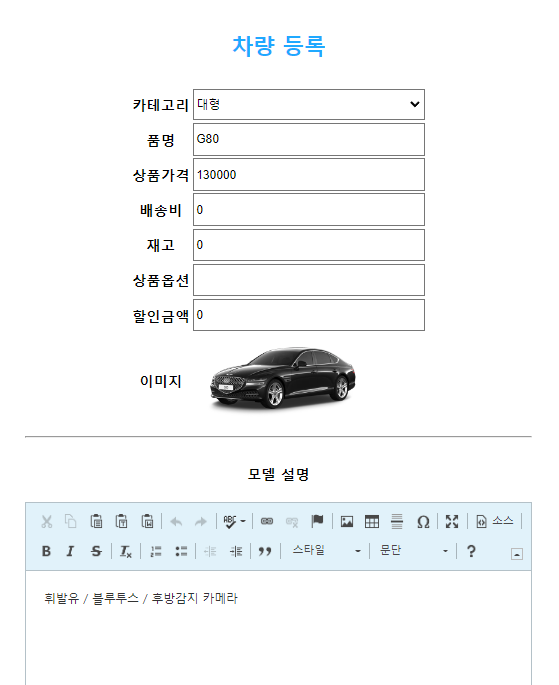 차량 등록
카테고리 대형
품명 G80
상품가격 130000
배송비 0
재고 0
상품옵션
할인금액 0
이미지
모델 설명
ABC Ω 소스
B I S Tx 스타일 문단 ?
휘발유 / 블루투스 / 후방감지 카메라